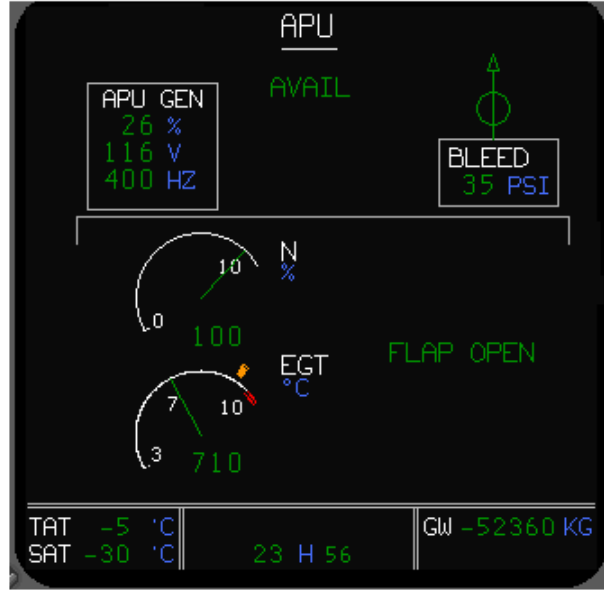 APU
AVAIL
APU GEN
26 %
116 V
400 HZ
BLEED
35 PSI
10
0
N
%
100
FLAP OPEN
7
10
3
EGT
°C
710
TAT -5 °C
SAT -30 °C
23 H 56
GW -52360 KG